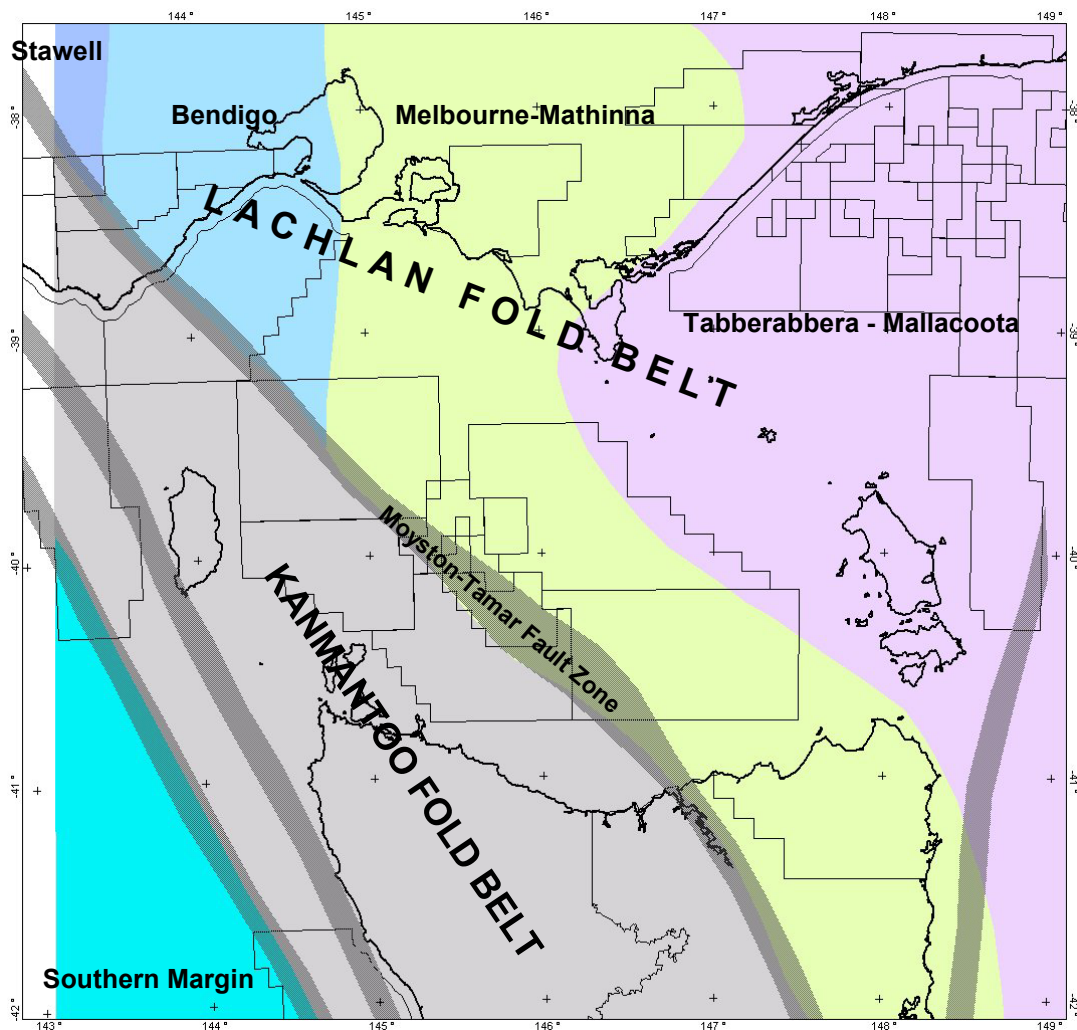 144° 145° 146° 147° 148° 149°
Stawell
Bendigo
Melbourne-Mathinna
-38° -38°
LACHLAN FOLD BELT
Tabberabbera - Mallacoota
-39° -39°
Moyston-Tamar Fault Zone
-40° -40°
KANMANTOO FOLD BELT
-41° -41°
Southern Margin
-42° -42°
143° 144° 145° 146° 147° 148° 149°